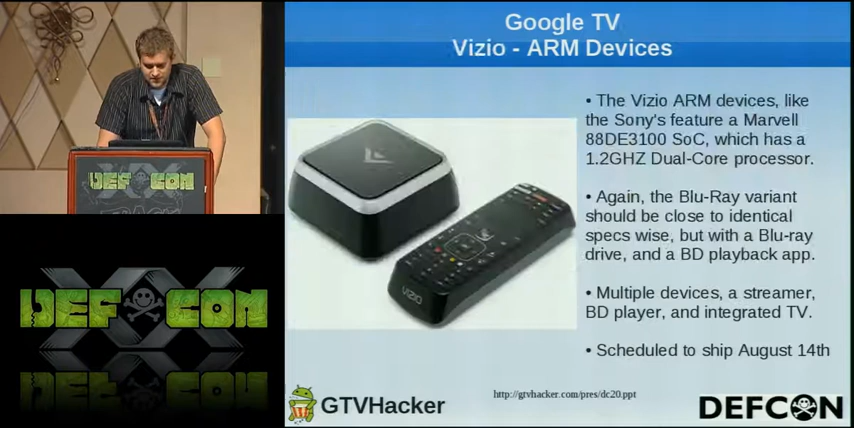 Google TV
Vizio - ARM Devices
• The Vizio ARM devices, like
the Sony's feature a Marvell
88DE3100 SoC, which has a
1.2GHZ Dual-Core processor.
• Again, the Blu-Ray variant
should be close to identical
specs wise, but with a Blu-ray
drive, and a BD playback app.
• Multiple devices, a streamer,
BD player, and integrated TV.
• Scheduled to ship August 14th
VIZIO
GTVHacker
http://gtvhacker.com/pres/dc20.ppt
DEFCON
DEFCON
XX
DEF CON